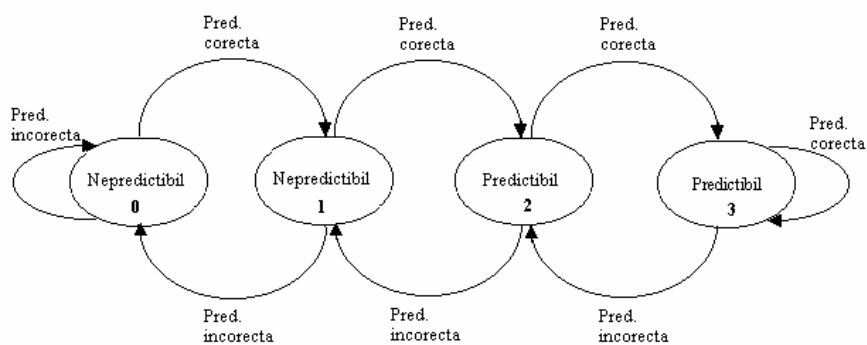 Pred.
corecta
Pred.
corecta
Pred.
corecta
Pred.
incorecta
Pred.
corecta
Nepredictibil
0
Nepredictibil
1
Predictibil
2
Predictibil
3
Pred.
incorecta
Pred.
incorecta
Pred.
incorecta